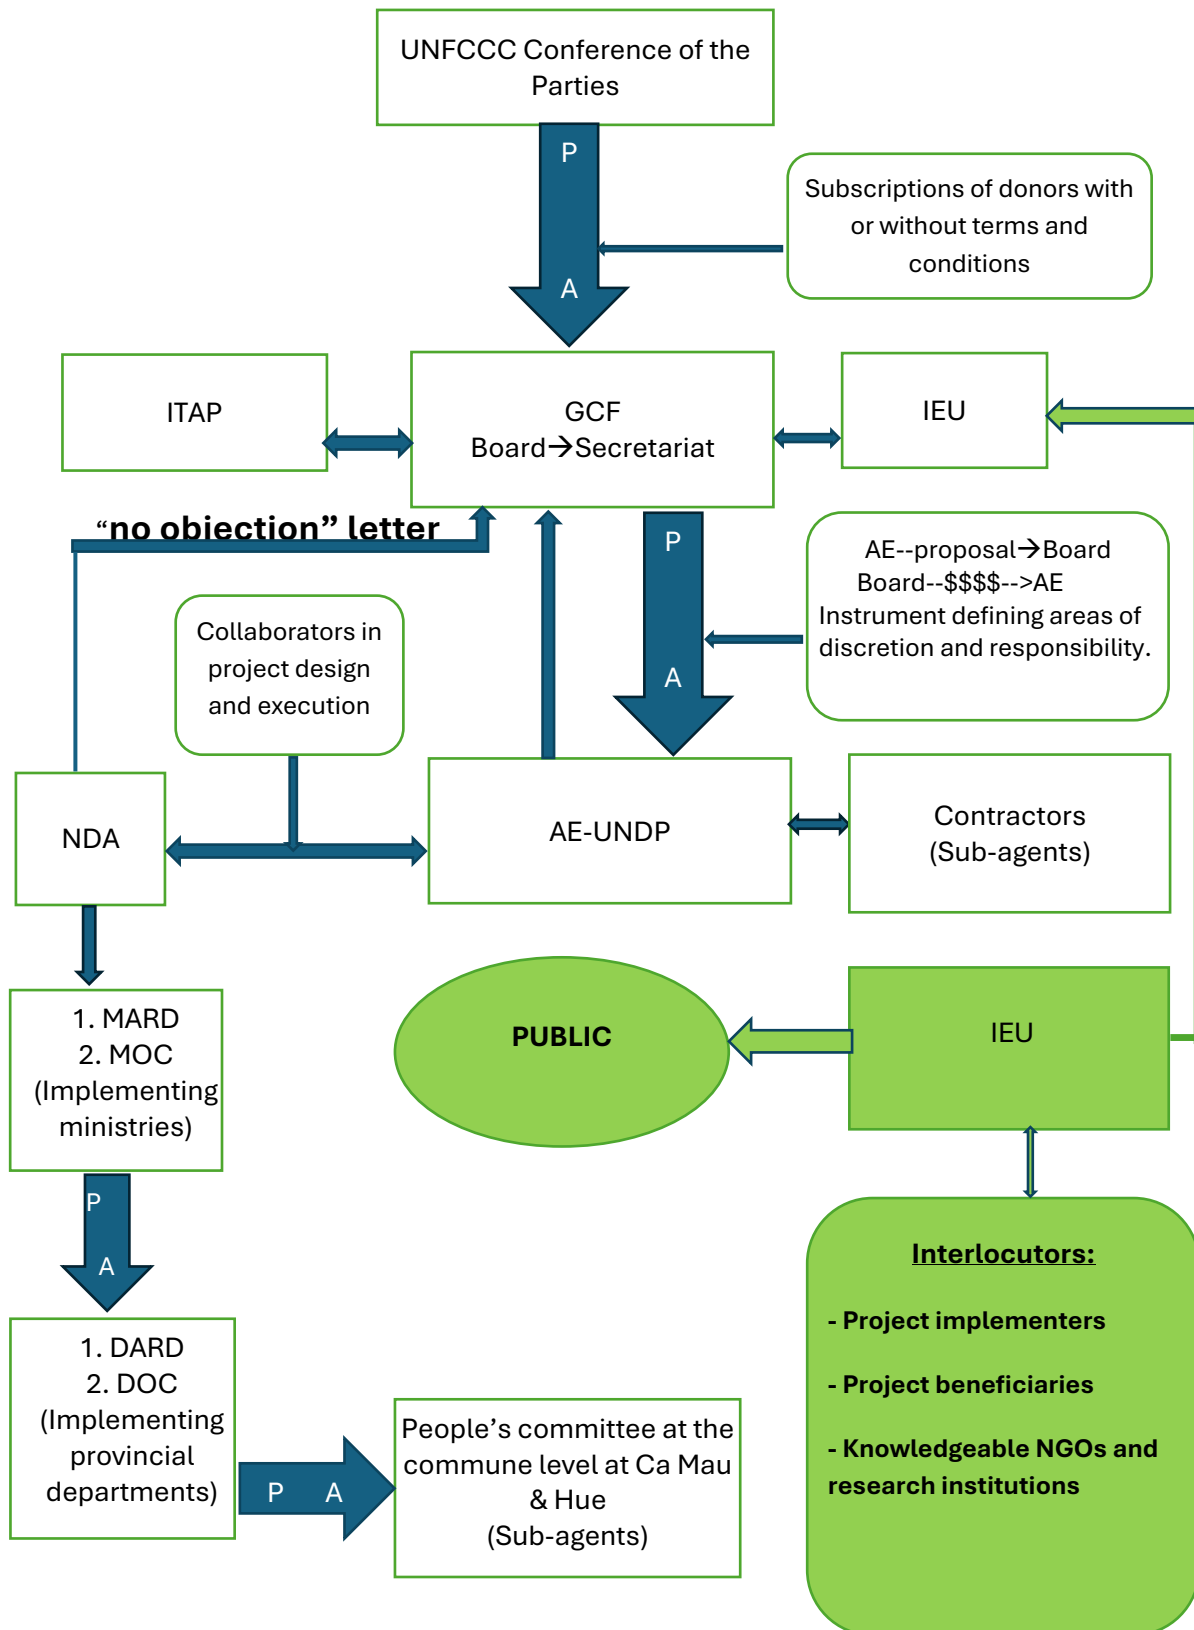 UNFCCC Conference of the
Parties
P
A
Subscriptions of donors with
or without terms and
conditions
ITAP
GCF
Board→Secretariat
IEU
“no objection” letter
P
A
AE--proposal→Board
Board--$$$$-->AE
Instrument defining areas of
discretion and responsibility.
Collaborators in
project design
and execution
NDA
AE-UNDP
Contractors
(Sub-agents)
1. MARD
2. MOC
(Implementing
ministries)
PUBLIC
IEU
P
A
Interlocutors:
- Project implementers
- Project beneficiaries
- Knowledgeable NGOs and
research institutions
1. DARD
2. DOC
(Implementing
provincial
departments)
P A
People’s committee at the
commune level at Ca Mau
& Hue
(Sub-agents)